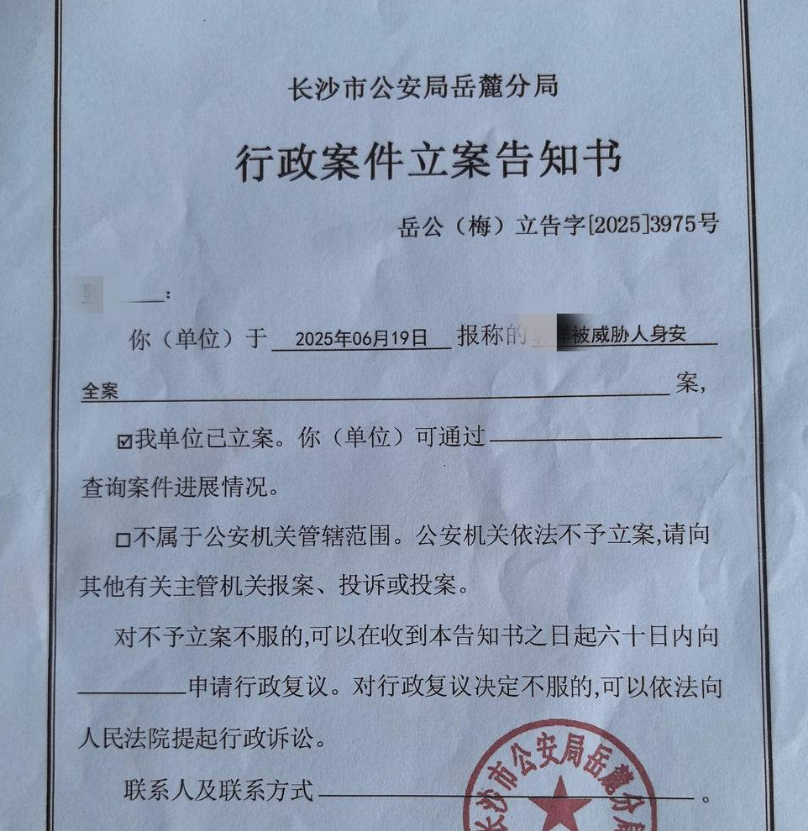 长沙市公安局岳麓分局
行政案件立案告知书
岳公（梅）立告字[2025]3975号
：
你（单位）于 2025年06月19日 报称的 被威胁人身安
全案 案,
☑我单位已立案。你（单位）可通过
查询案件进展情况。
□不属于公安机关管辖范围。公安机关依法不予立案,请向
其他有关主管机关报案、投诉或投案。
对不予立案不服的,可以在收到本告知书之日起六十日内向
申请行政复议。对行政复议决定不服的,可以依法向
人民法院提起行政诉讼。
联系人及联系方式 。
长沙市公安局岳麓分局